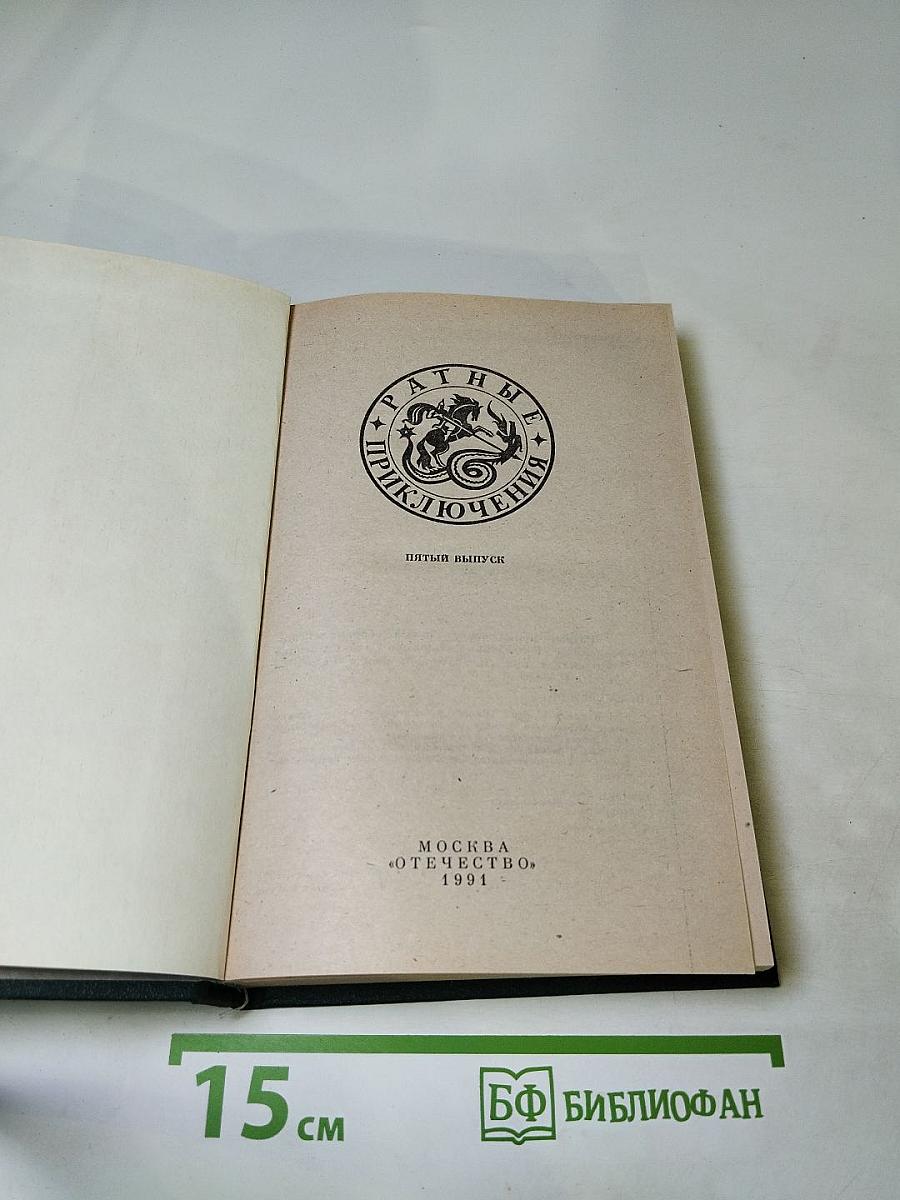 РАТНЫЕ
ПРИКЛЮЧЕНИЯ
ПЯТЫЙ ВЫПУСК
МОСКВА
«ОТЕЧЕСТВО»
1991
15 см
БФ БИБЛИОФАН